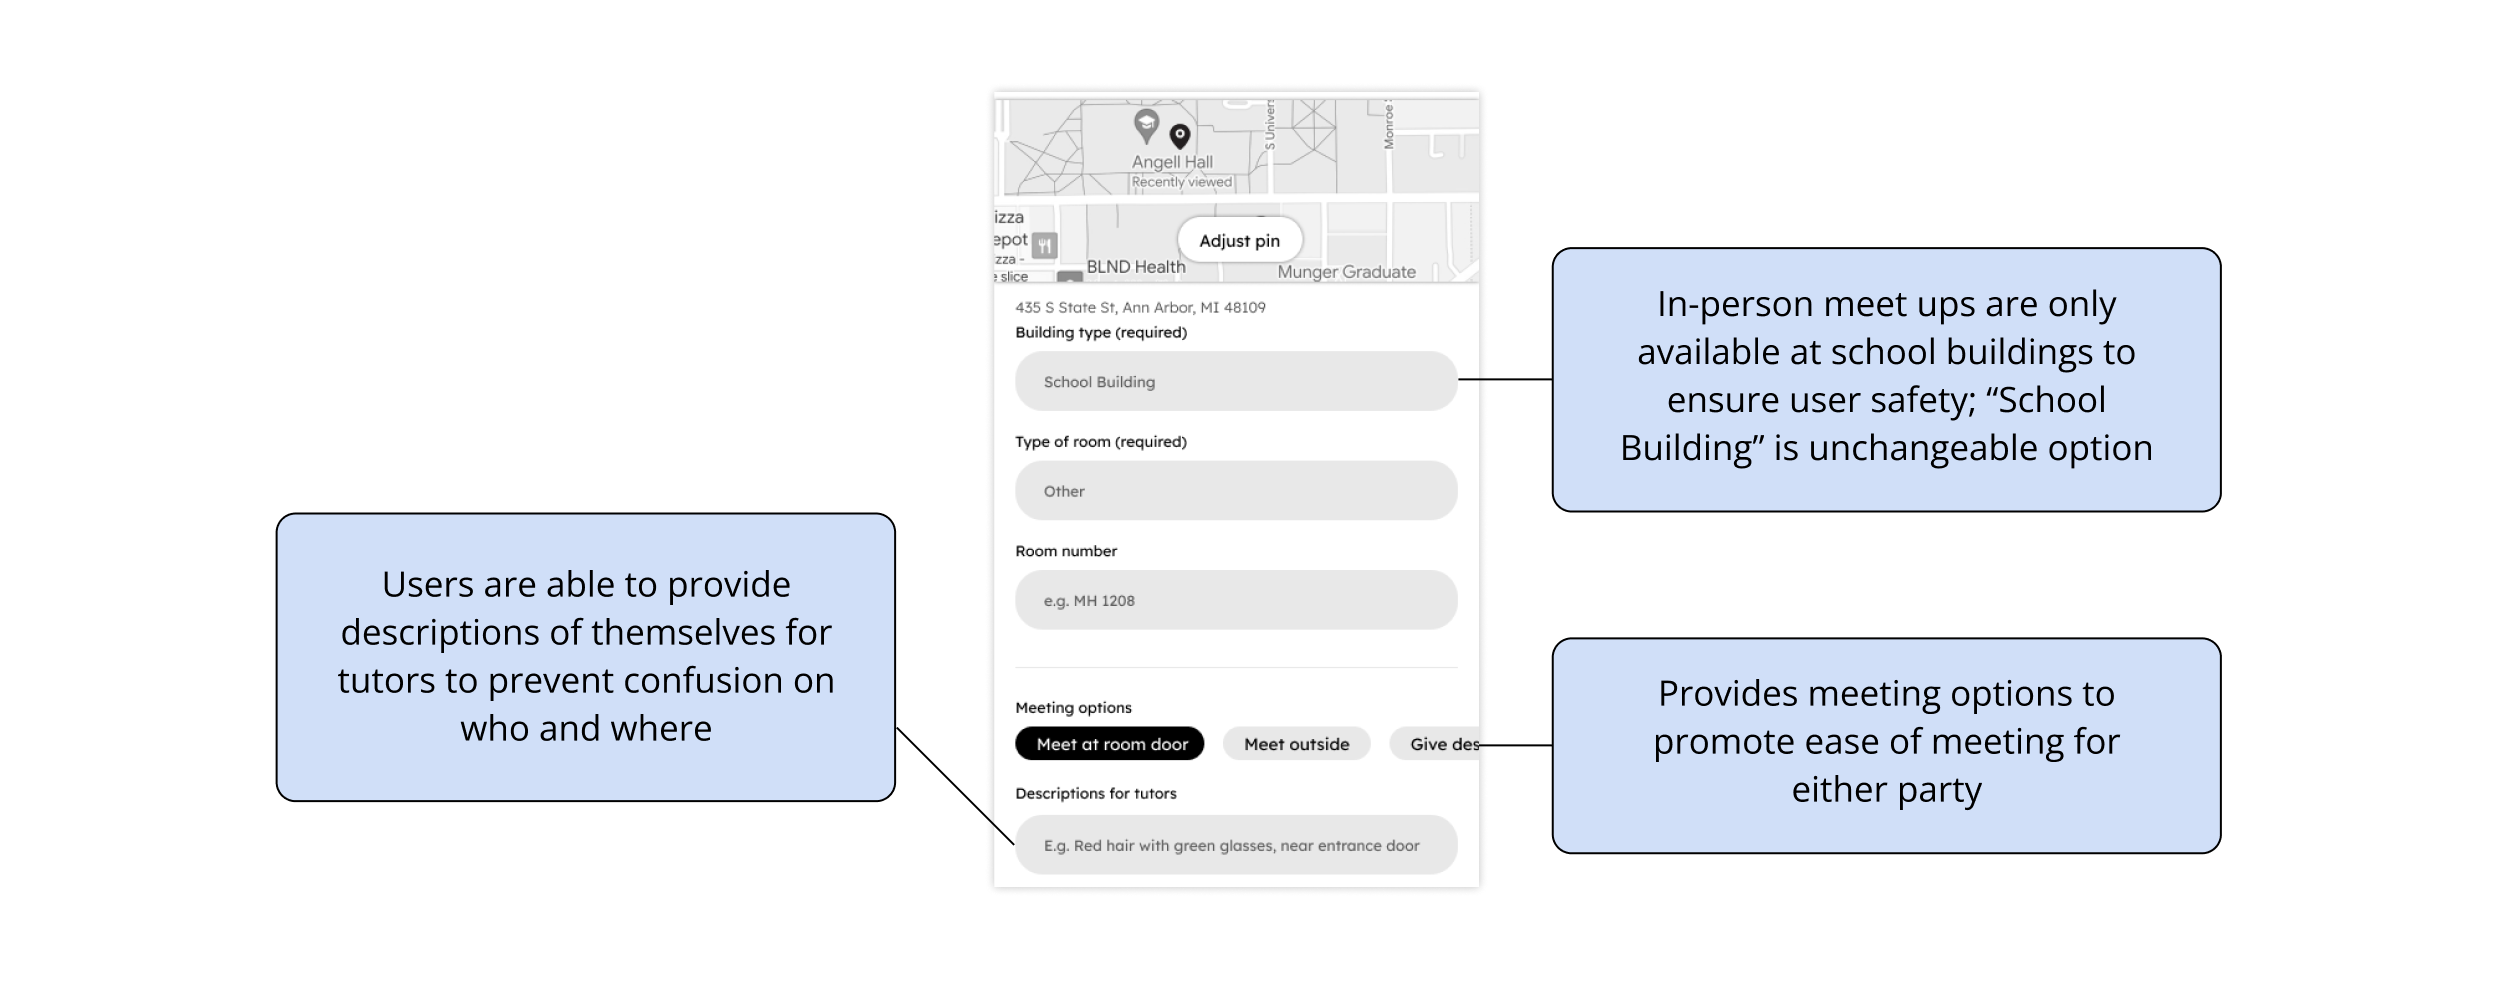 S Univers
Monroe
Angell Hall
Recently viewed
izza
epot
zza -
e slice
Adjust pin
BLND Health
Munger Graduate
435 S State St, Ann Arbor, MI 48109
Building type (required)
School Building
Type of room (required)
Other
Room number
e.g. MH 1208
Meeting options
Meet at room door
Meet outside
Give des
Descriptions for tutors
E.g. Red hair with green glasses, near entrance door
In-person meet ups are only
available at school buildings to
ensure user safety; “School
Building” is unchangeable option
Users are able to provide
descriptions of themselves for
tutors to prevent confusion on
who and where
Provides meeting options to
promote ease of meeting for
either party